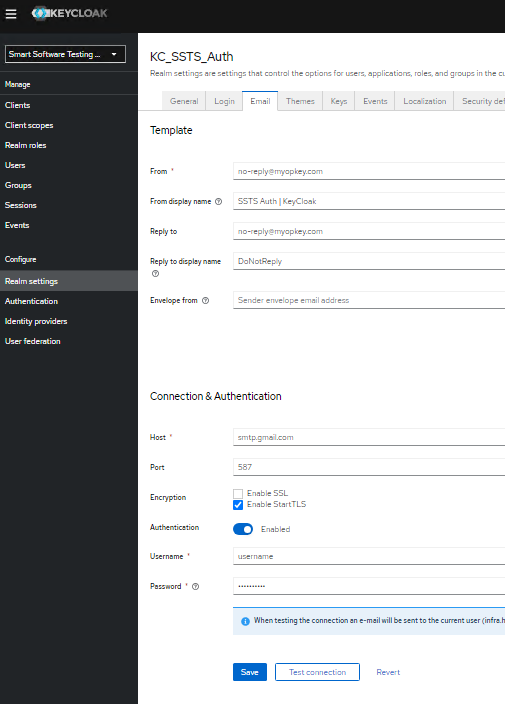 KEYCLOAK
Smart Software Testing ...
Manage
Clients
Client scopes
Realm roles
Users
Groups
Sessions
Events
Configure
Realm settings
Authentication
Identity providers
User federation
KC_SSTS_Auth
Realm settings are settings that control the options for users, applications, roles, and groups in the cu
General Login Email Themes Keys Events Localization Security def
Template
From *
no-reply@myopkey.com
From display name
SSTS Auth | KeyCloak
Reply to
no-reply@myopkey.com
Reply to display name
DoNotReply
Envelope from
Sender envelope email address
Connection & Authentication
Host *
smtp.gmail.com
Port
587
Encryption
Enable SSL
Enable StartTLS
Authentication
Enabled
Username *
username
Password *
••••••••••
When testing the connection an e-mail will be sent to the current user (infra.h
Save Test connection Revert